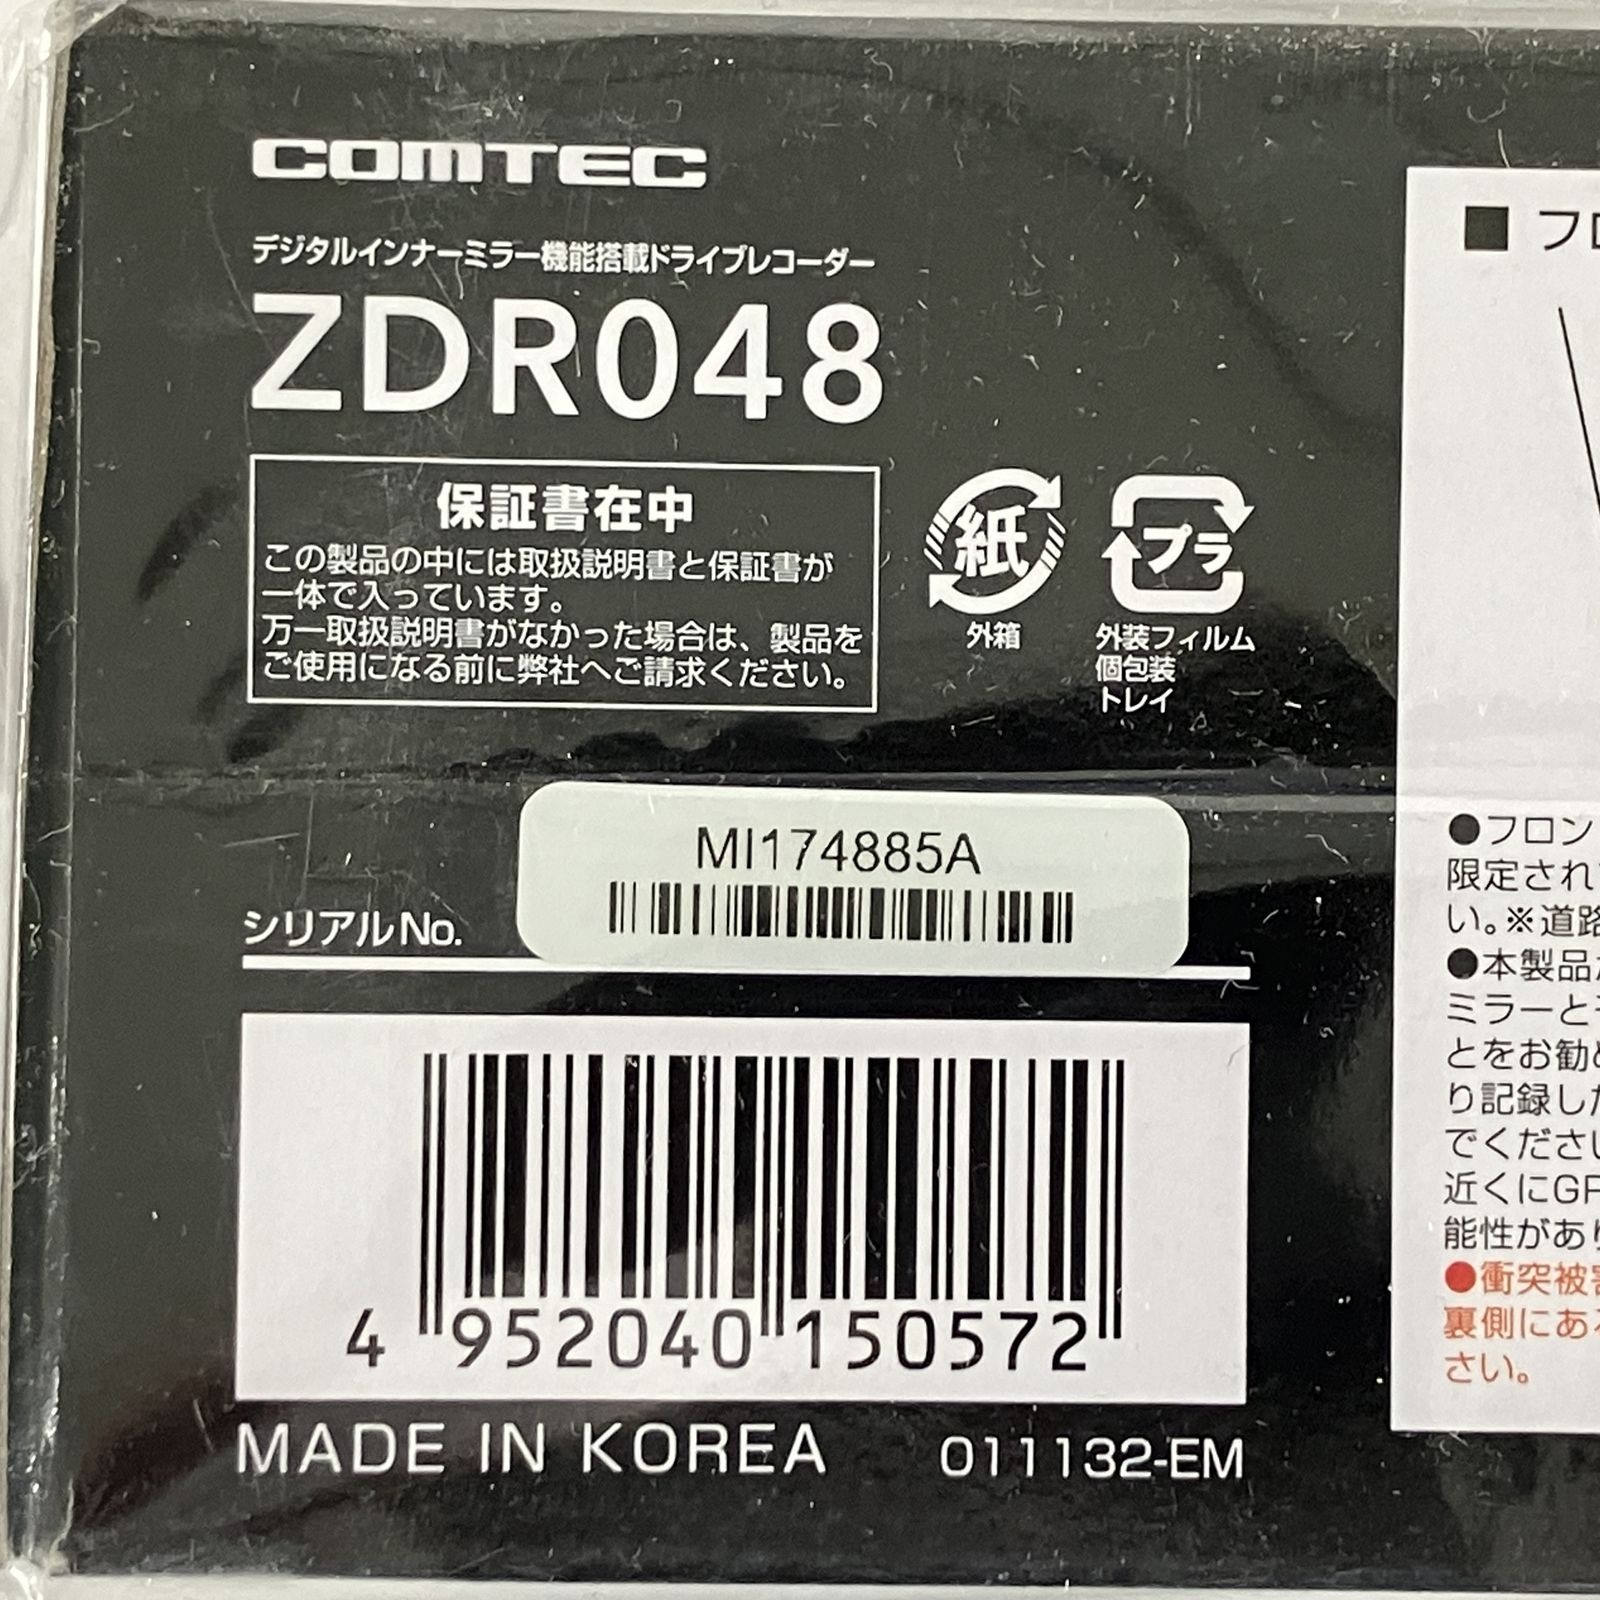 COMTEC
デジタルインナーミラー機能搭載ドライブレコーダー
ZDR048
保証書在中
この製品の中には取扱説明書と保証書が
一体で入っています。
万一取扱説明書がなかった場合は、製品を
ご使用になる前に弊社へご請求ください。
紙
外箱
プラ
外装フィルム
個包装
トレイ
シリアルNo.
MI174885A
4 952040 150572
MADE IN KOREA
011132-EM
■ フロ
●フロン
限定され
い。※道路
●本製品
ミラーと
とをお勧め
り記録した
でください
近くにGP
能性があり
●衝突被害
裏側にある
さい。